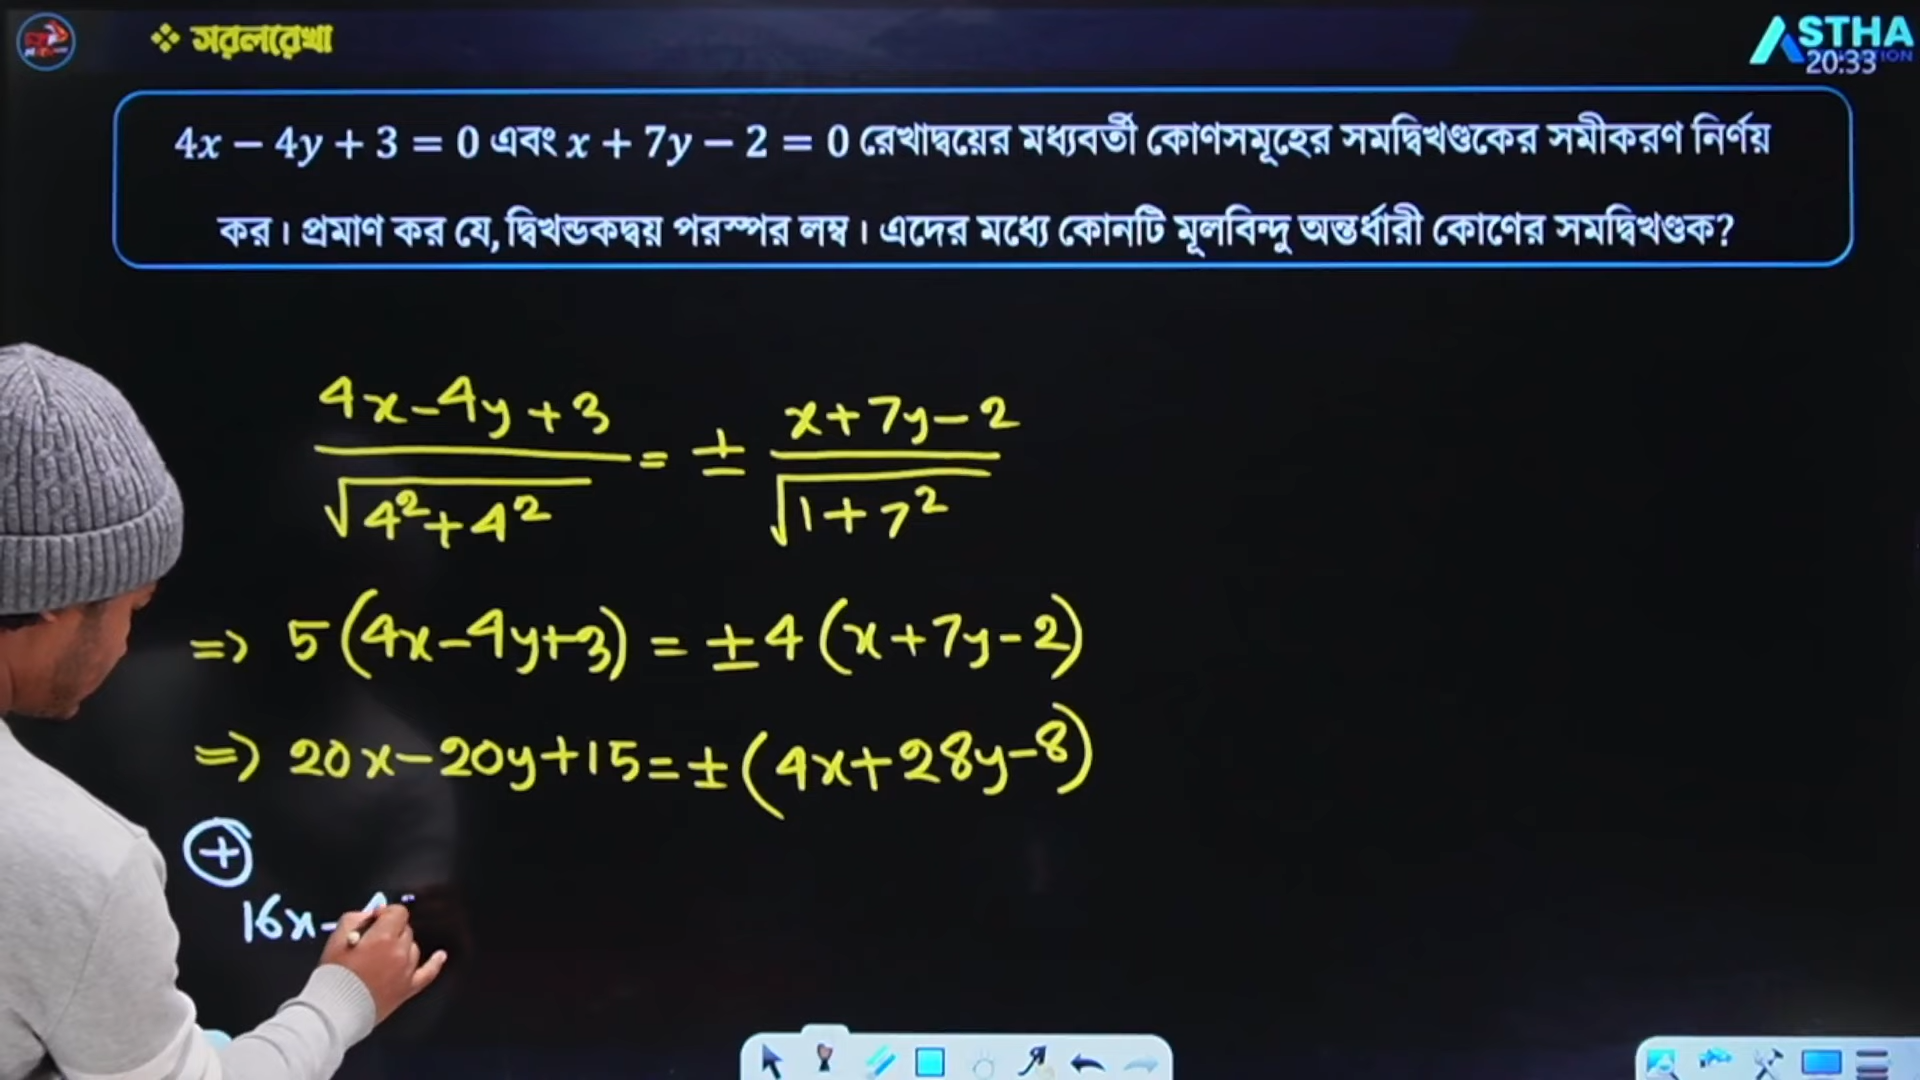 ❖ সরলরেখা
ASTHA
20:33
4x − 4y + 3 = 0 এবং x + 7y − 2 = 0 রেখাদ্বয়ের মধ্যবর্তী কোণসমূহের সমদ্বিখণ্ডকের সমীকরণ নির্ণয়
কর। প্রমাণ কর যে, দ্বিখন্ডকদ্বয় পরস্পর লম্ব। এদের মধ্যে কোনটি মূলবিন্দু অন্তর্ধারী কোণের সমদ্বিখণ্ডক?
(4x-4y+3)/√(4²+4²) = ± (x+7y-2)/√(1+7²)
=> 5(4x-4y+3) = ±4(x+7y-2)
=> 20x-20y+15=±(4x+28y-8)
+
16x-